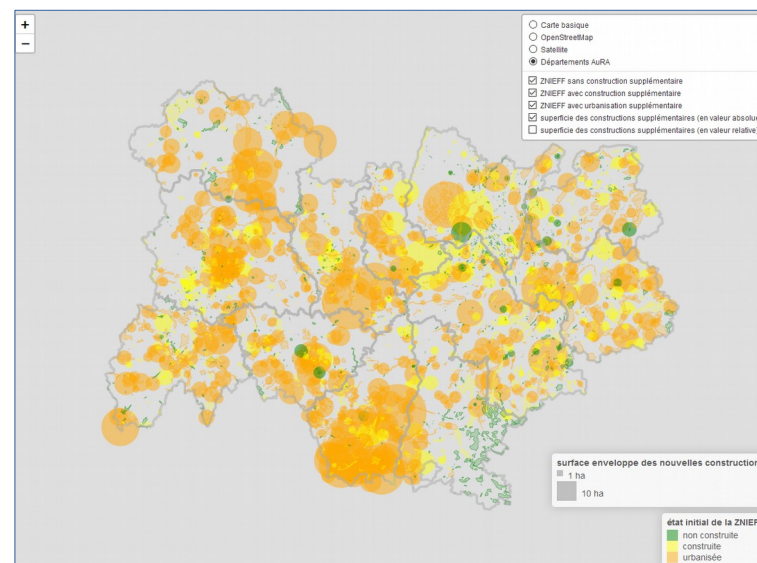 +
−
Carte basique
OpenStreetMap
Satellite
Départements AuRA
ZNIEFF sans construction supplémentaire
ZNIEFF avec construction supplémentaire
ZNIEFF avec urbanisation supplémentaire
superficie des constructions supplémentaires (en valeur absolue
superficie des constructions supplémentaires (en valeur relative)
surface enveloppe des nouvelles construction
1 ha
10 ha
état initial de la ZNIEF
non construite
construite
urbanisée